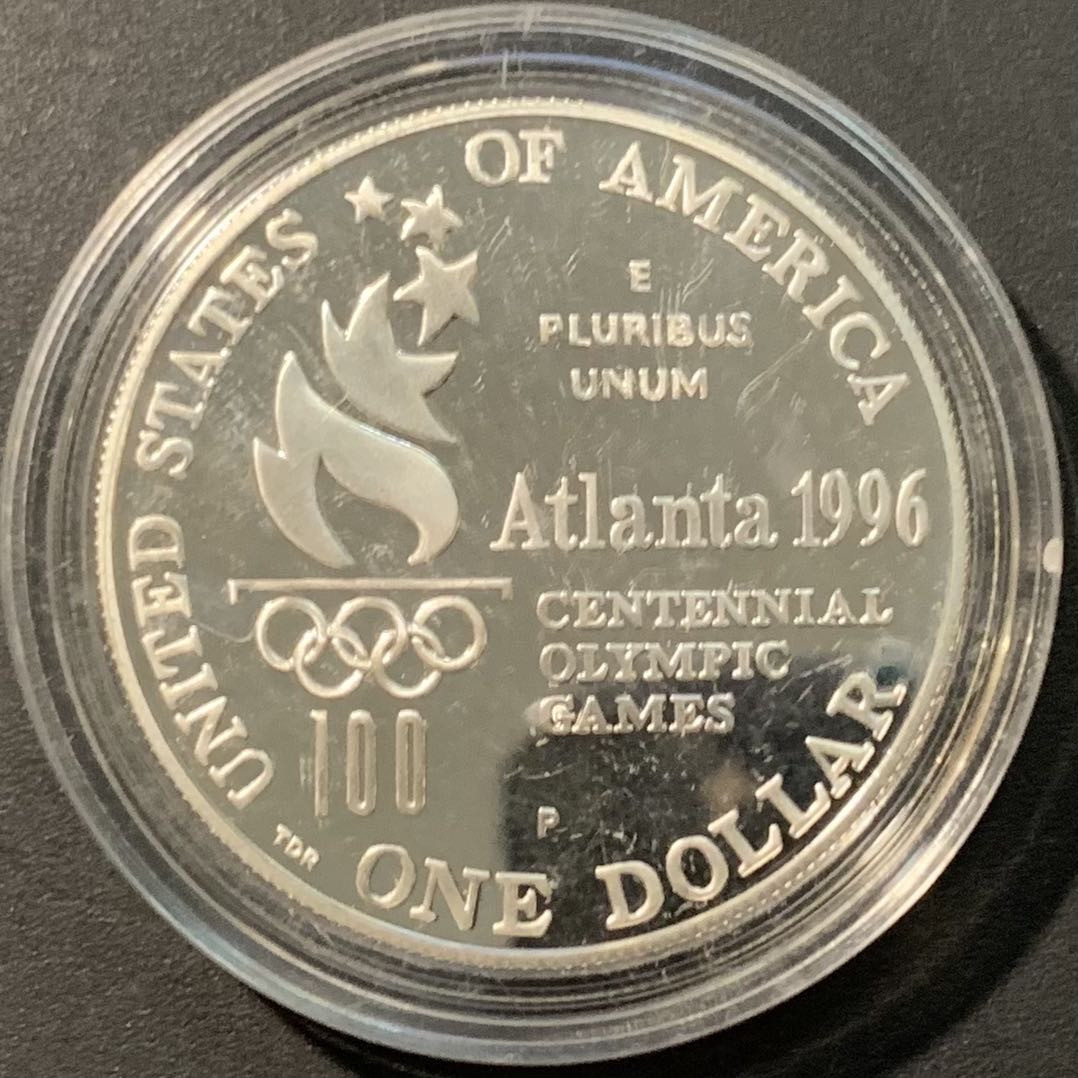 UNITED STATES OF AMERICA
E
PLURIBUS
UNUM
Atlanta 1996
CENTENNIAL
OLYMPIC
GAMES
100
P
TDR
ONE DOLLAR